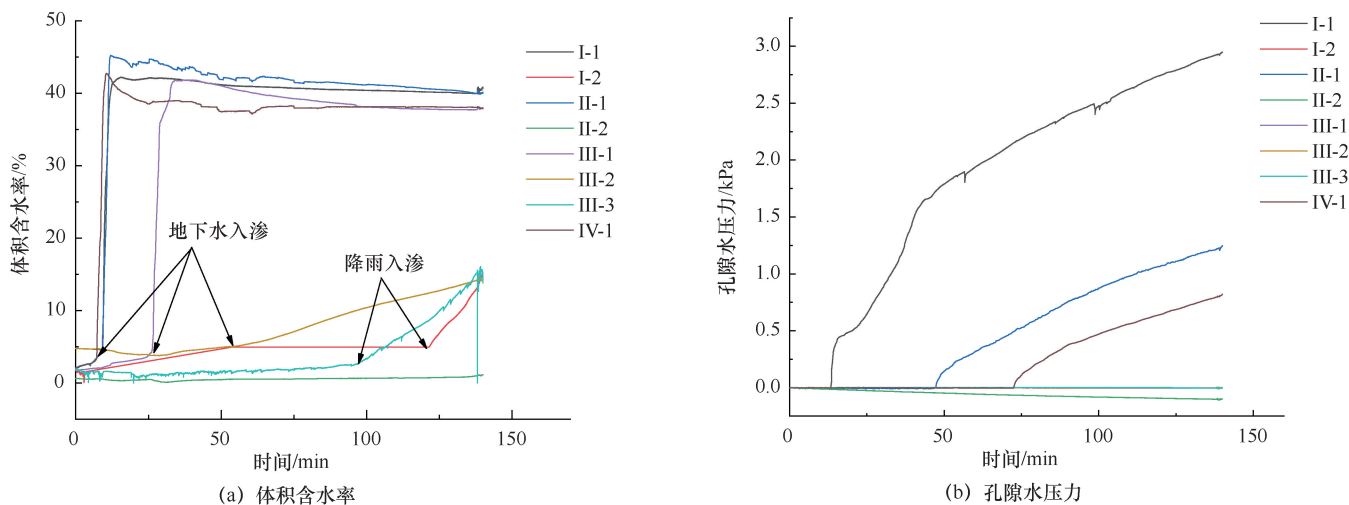 50
40
30
20
10
0
体积含水率/%
0
50
100
150
时间/min
I-1
I-2
II-1
II-2
III-1
III-2
III-3
IV-1
地下水入渗
降雨入渗
(a) 体积含水率
3.0
2.5
2.0
1.5
1.0
0.5
0.0
孔隙水压力/kPa
0
50
100
150
时间/min
I-1
I-2
II-1
II-2
III-1
III-2
III-3
IV-1
(b) 孔隙水压力